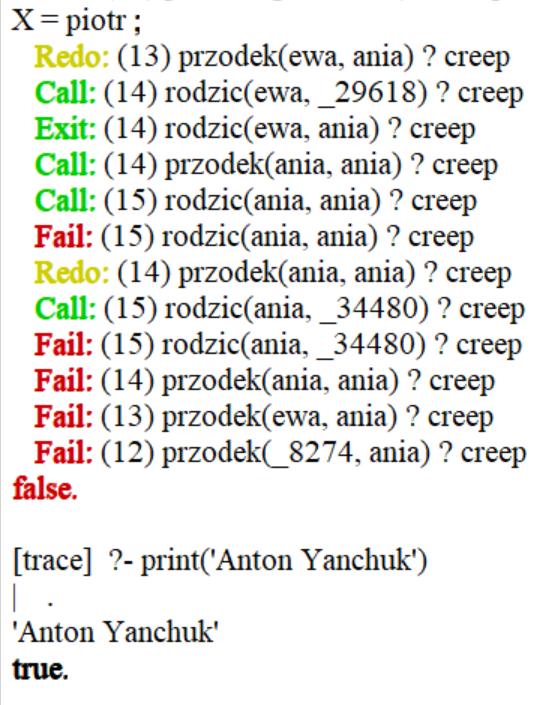 X = piotr ;
Redo: (13) przodek(ewa, ania) ? creep
Call: (14) rodzic(ewa, _29618) ? creep
Exit: (14) rodzic(ewa, ania) ? creep
Call: (14) przodek(ania, ania) ? creep
Call: (15) rodzic(ania, ania) ? creep
Fail: (15) rodzic(ania, ania) ? creep
Redo: (14) przodek(ania, ania) ? creep
Call: (15) rodzic(ania, _34480) ? creep
Fail: (15) rodzic(ania, _34480) ? creep
Fail: (14) przodek(ania, ania) ? creep
Fail: (13) przodek(ewa, ania) ? creep
Fail: (12) przodek(_8274, ania) ? creep
false.
[trace]  ?- print('Anton Yanchuk')
|    .
'Anton Yanchuk'
true.